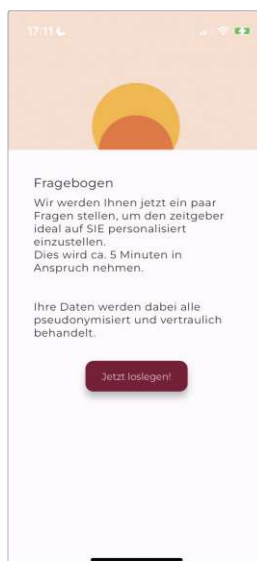 17:11
Fragebogen
Wir werden Ihnen jetzt ein paar
Fragen stellen, um den zeitgeber
ideal auf SIE personalisiert
einzustellen.
Dies wird ca. 5 Minuten in
Anspruch nehmen.
Ihre Daten werden dabei alle
pseudonymisiert und vertraulich
behandelt.
Jetzt loslegen!